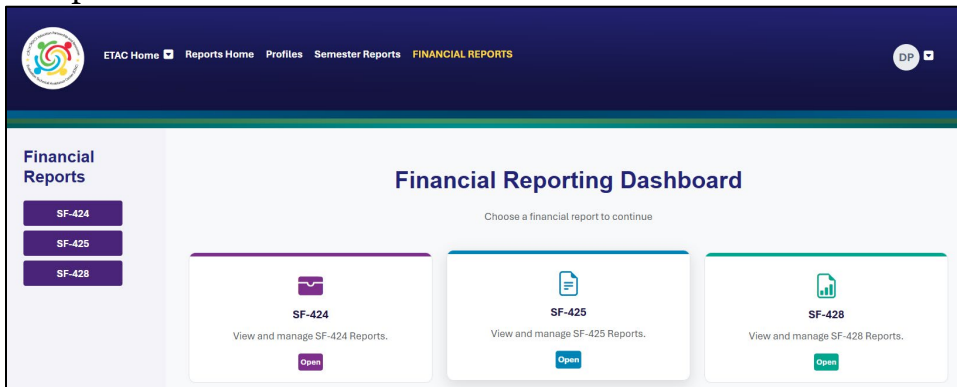 ETAC Home Reports Home Profiles Semester Reports FINANCIAL REPORTS DP
Financial
Reports
SF-424
SF-425
SF-428
Financial Reporting Dashboard
Choose a financial report to continue
SF-424
View and manage SF-424 Reports.
Open
SF-425
View and manage SF-425 Reports.
Open
SF-428
View and manage SF-428 Reports.
Open